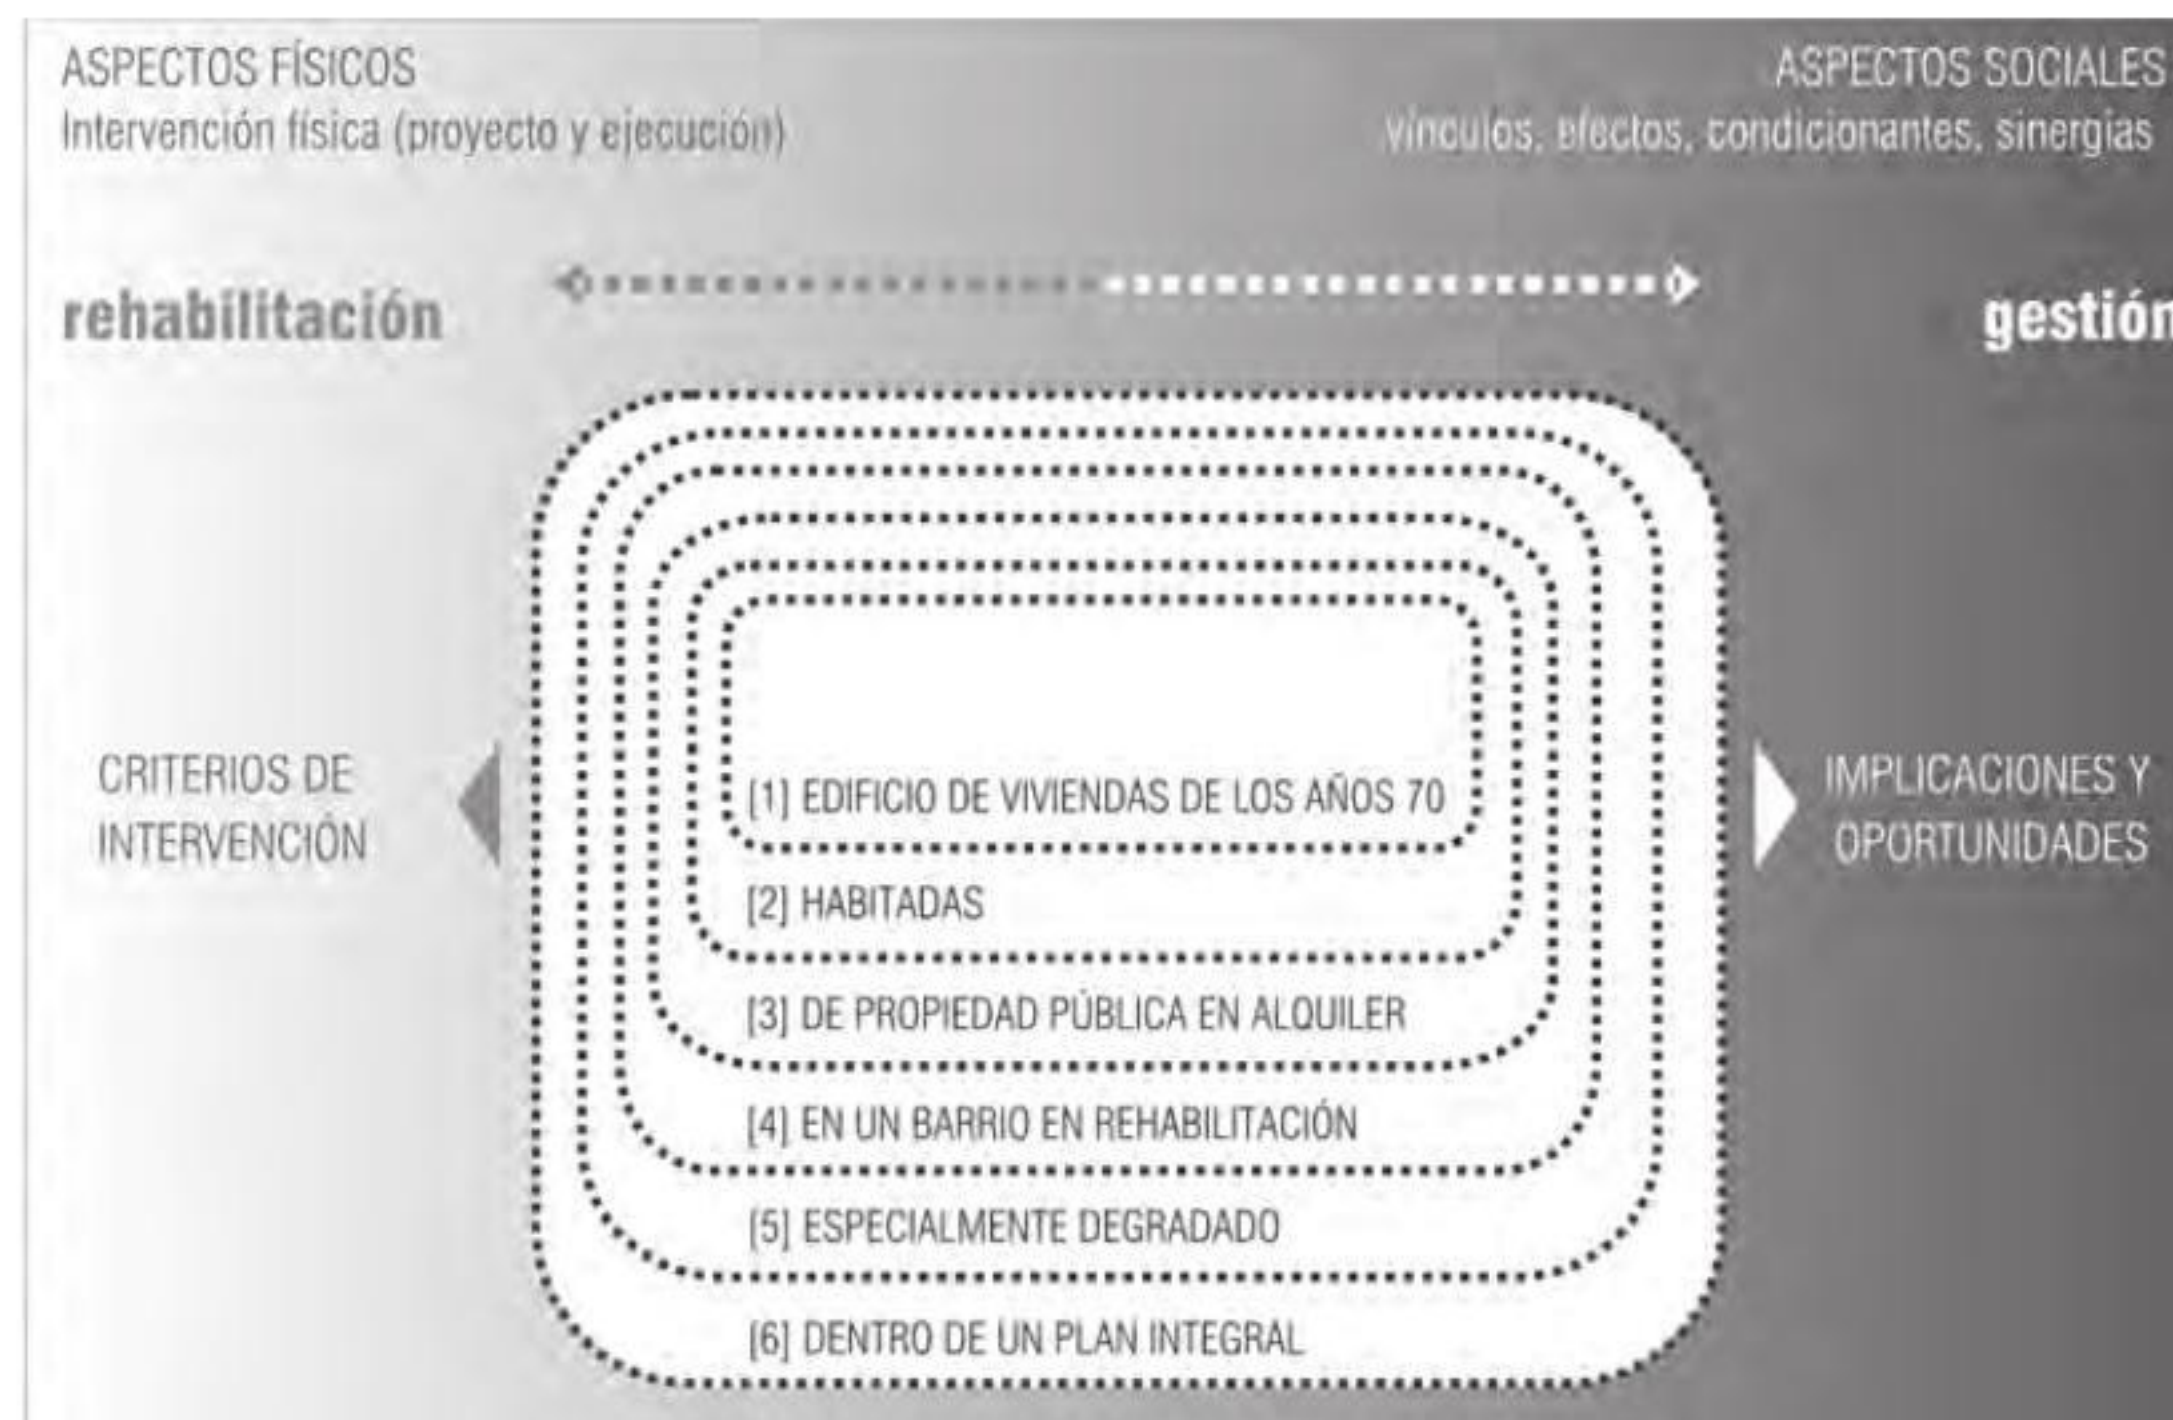 ASPECTOS FÍSICOS
Intervención física (proyecto y ejecución)
ASPECTOS SOCIALES
vínculos, efectos, condicionantes, sinergias
rehabilitación
gestión
CRITERIOS DE
INTERVENCIÓN
[1] EDIFICIO DE VIVIENDAS DE LOS AÑOS 70
[2] HABITADAS
[3] DE PROPIEDAD PÚBLICA EN ALQUILER
[4] EN UN BARRIO EN REHABILITACIÓN
[5] ESPECIALMENTE DEGRADADO
[6] DENTRO DE UN PLAN INTEGRAL
IMPLICACIONES Y
OPORTUNIDADES